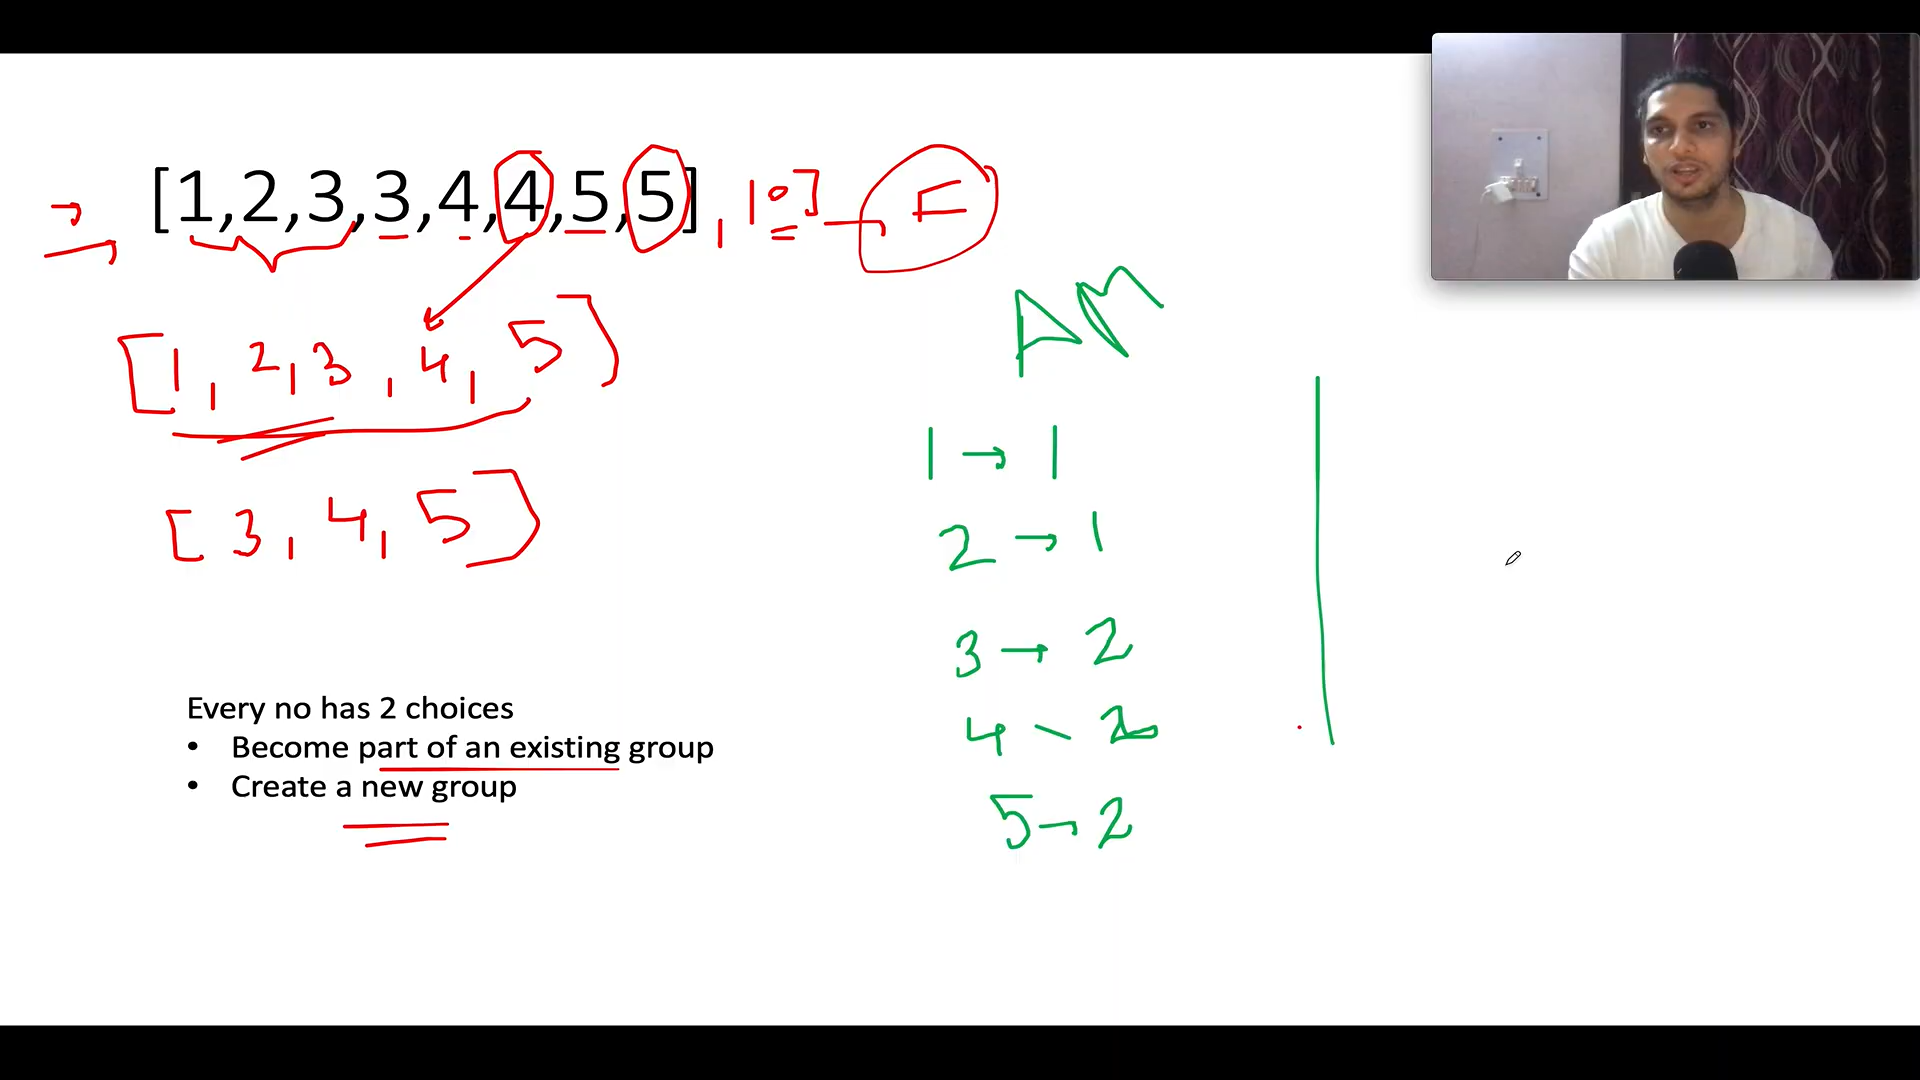 [1,2,3,3,4,4,5,5] , 10] → F
[1, 2, 3, 4, 5]
[3, 4, 5]
Every no has 2 choices
• Become part of an existing group
• Create a new group
AM
1 → 1
2 → 1
3 → 2
4 - 2
5 → 2